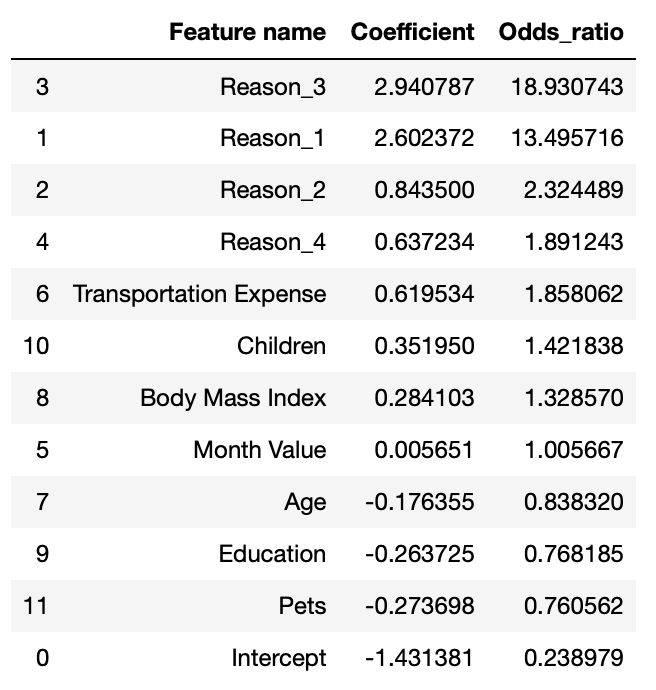 Feature name Coefficient Odds_ratio
3 Reason_3 2.940787 18.930743
1 Reason_1 2.602372 13.495716
2 Reason_2 0.843500 2.324489
4 Reason_4 0.637234 1.891243
6 Transportation Expense 0.619534 1.858062
10 Children 0.351950 1.421838
8 Body Mass Index 0.284103 1.328570
5 Month Value 0.005651 1.005667
7 Age -0.176355 0.838320
9 Education -0.263725 0.768185
11 Pets -0.273698 0.760562
0 Intercept -1.431381 0.238979